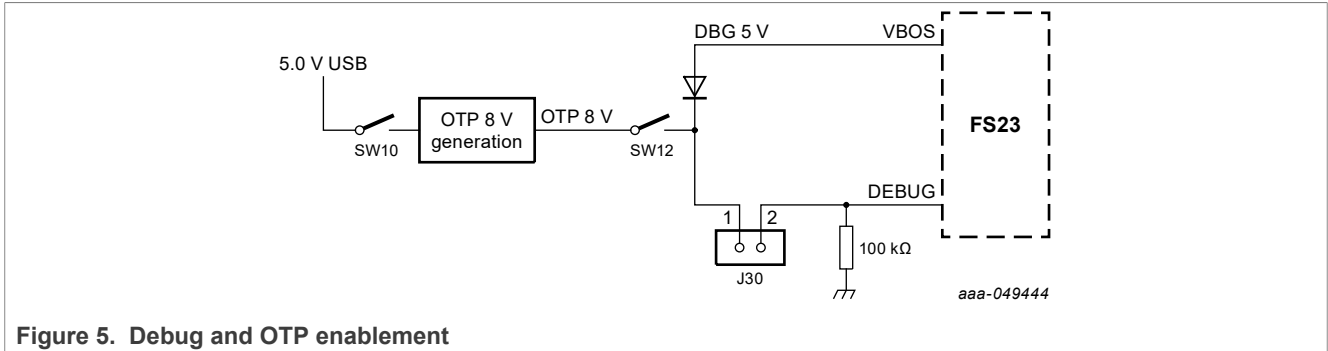 DBG 5 V
VBOS
5.0 V USB
OTP 8 V
generation
OTP 8 V
SW10
SW12
FS23
DEBUG
1
2
100 kΩ
J30
aaa-049444
Figure 5. Debug and OTP enablement